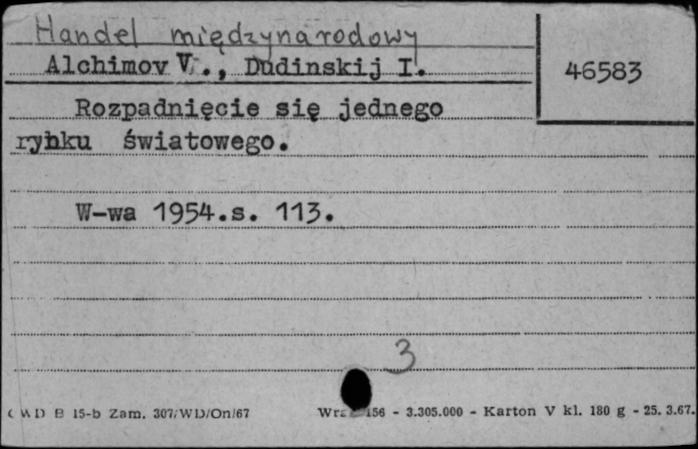 Handel międzynarodowy
Alchimov V., Dudinskij I.
46583
Rozpadnięcie się jednego
rynku światowego.
W-wa 1954.s. 113.
3
CWD B 15-b Zam. 307/WD/On/67
156 - 3.305.000 - Karton V kl. 180 g - 25. 3.67.